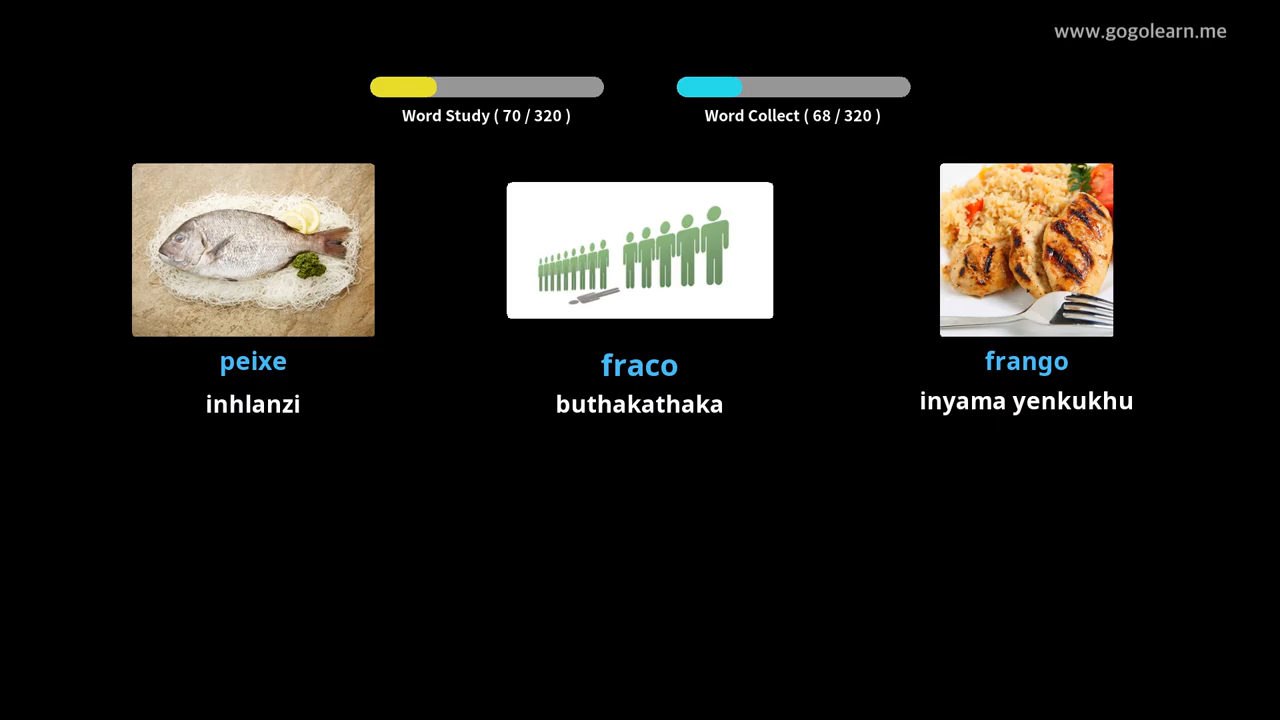 www.gogolearn.me
Word Study ( 70 / 320 )
Word Collect ( 68 / 320 )
peixe
fraco
frango
inhlanzi
buthakathaka
inyama yenkukhu